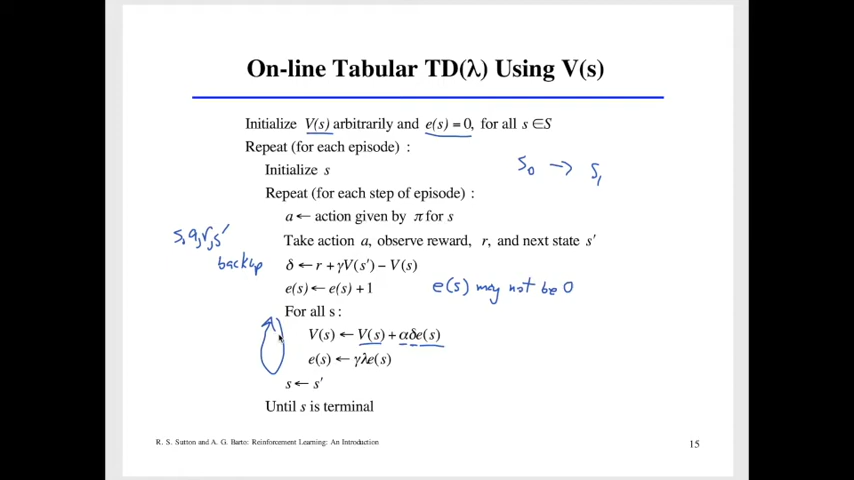 On-line Tabular TD(λ) Using V(s)
Initialize V(s) arbitrarily and e(s) = 0, for all s ∈S
Repeat (for each episode) :
Initialize s
s₀ → s₁
Repeat (for each step of episode) :
a ← action given by π for s
s,a,r,s′
Take action a, observe reward, r, and next state s′
backup
δ ← r + γV(s′) − V(s)
e(s) ← e(s) + 1
e(s) may not be 0
For all s :
V(s) ← V(s) + αδe(s)
e(s) ← γλe(s)
s ← s′
Until s is terminal
R. S. Sutton and A. G. Barto: Reinforcement Learning: An Introduction
15